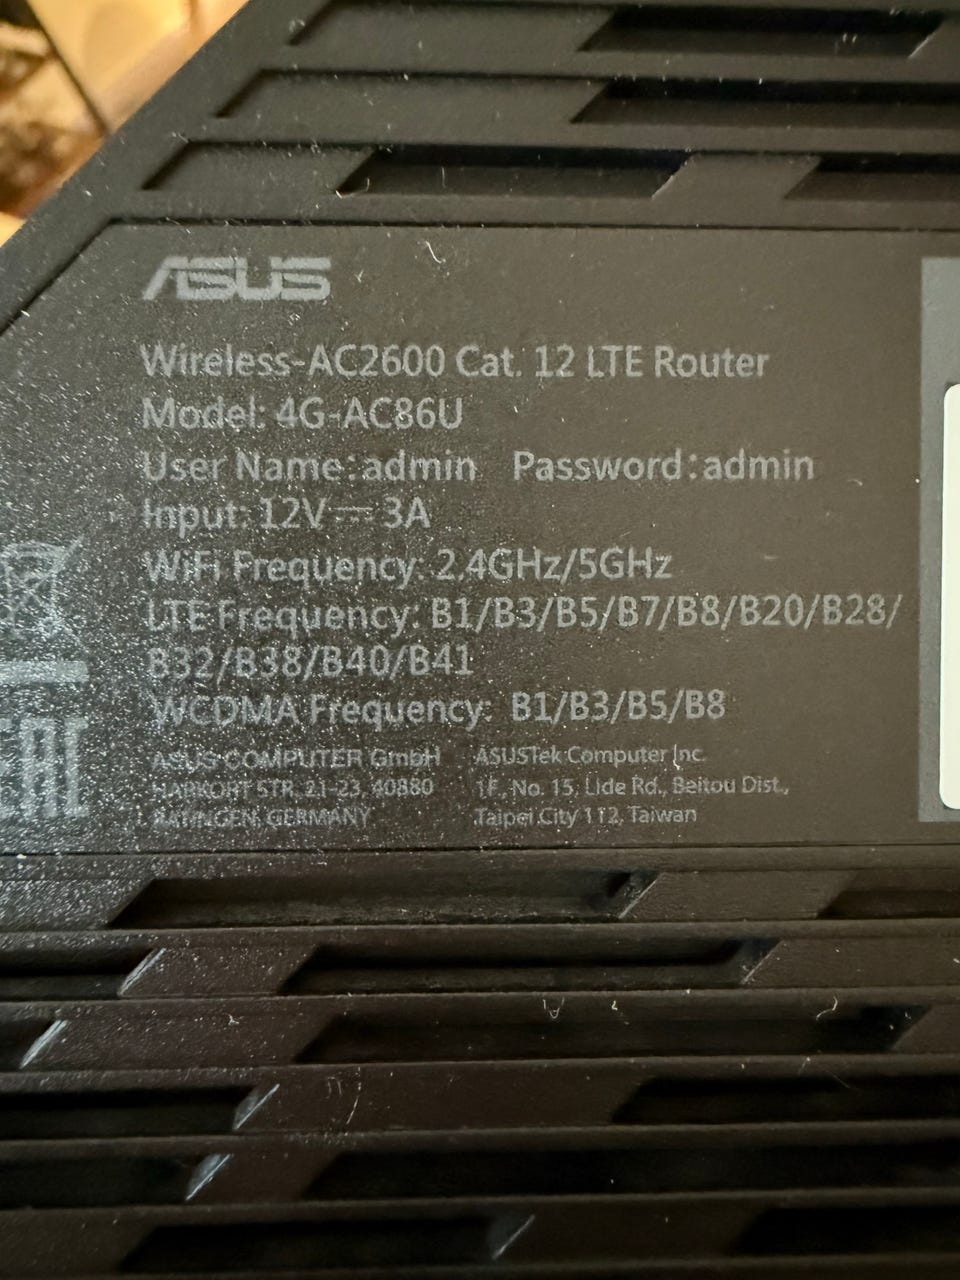 ASUS
Wireless-AC2600 Cat. 12 LTE Router
Model: 4G-AC86U
User Name:admin Password:admin
Input: 12V ⎓ 3A
WiFi Frequency: 2.4GHz/5GHz
LTE Frequency: B1/B3/B5/B7/B8/B20/B28/
B32/B38/B40/B41
WCDMA Frequency: B1/B3/B5/B8
ASUS COMPUTER GmbH
HARKORT STR. 21-23, 40880
RATINGEN, GERMANY
ASUSTek Computer Inc.
1F., No. 15, Lide Rd., Beitou Dist.,
Taipei City 112, Taiwan
EAC